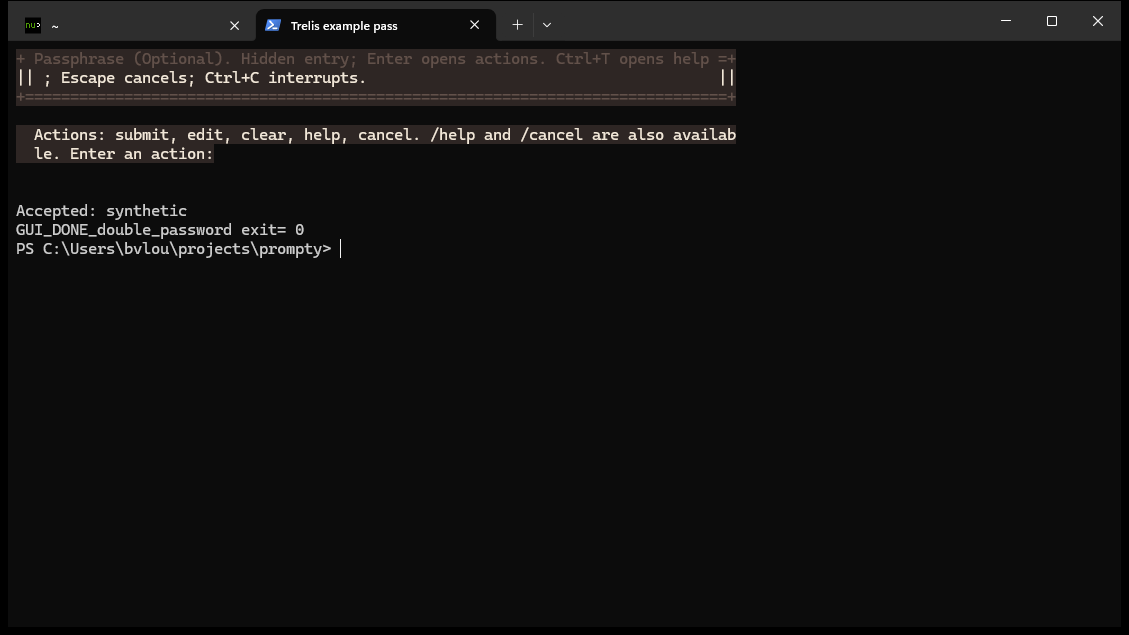 nu> ~
Trelis example pass
+ Passphrase (Optional). Hidden entry; Enter opens actions. Ctrl+T opens help =+
|| ; Escape cancels; Ctrl+C interrupts. ||
+==============================================================================+
Actions: submit, edit, clear, help, cancel. /help and /cancel are also availab
le. Enter an action:
Accepted: synthetic
GUI_DONE_double_password exit= 0
PS C:\Users\bvlou\projects\prompty>